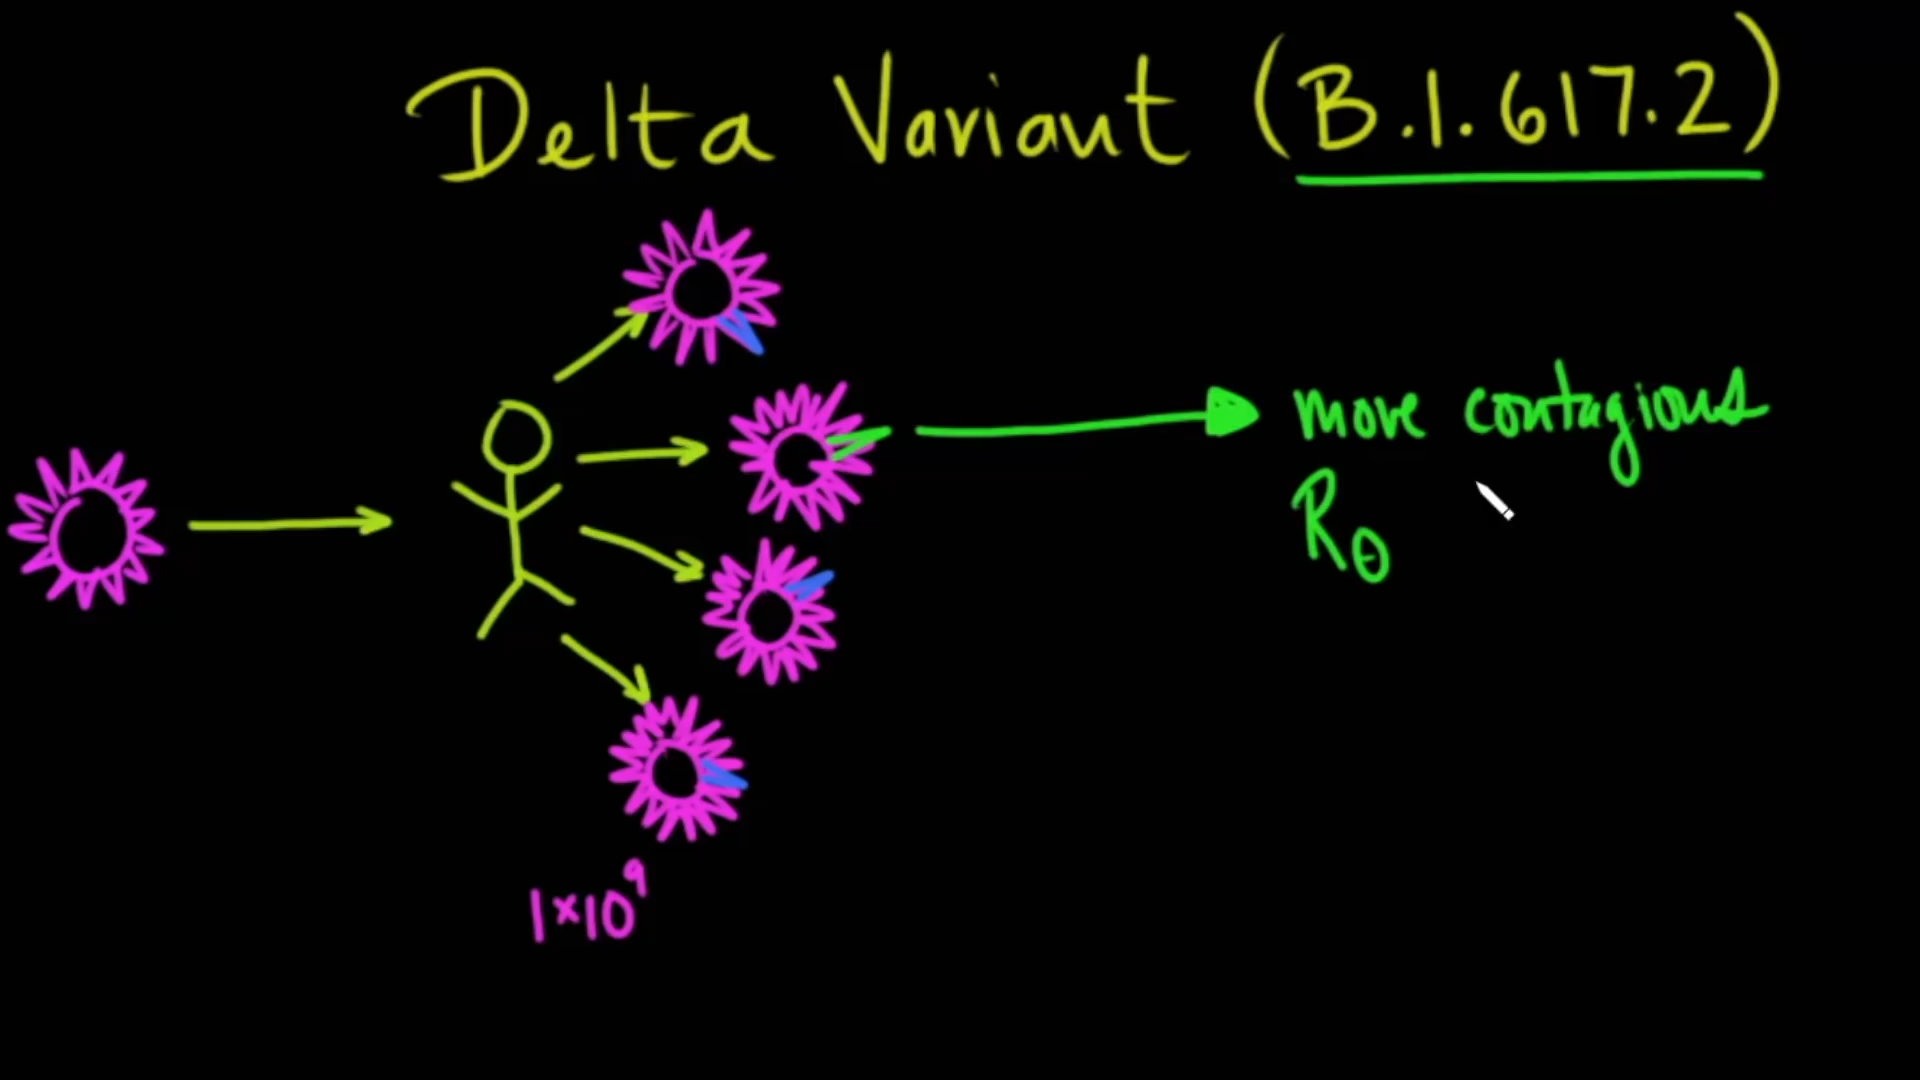 Delta Variant (B.1.617.2)
more contagious
R₀
1×10⁹